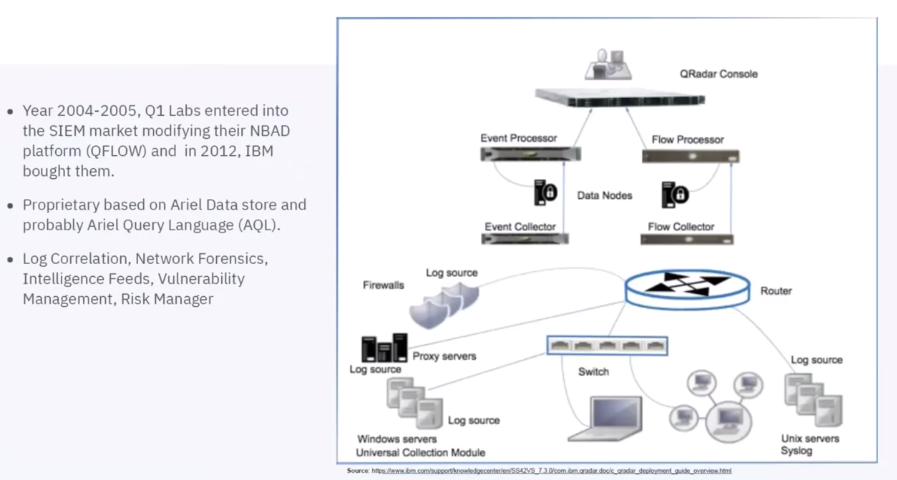 Year 2004-2005, Q1 Labs entered into
the SIEM market modifying their NBAD
platform (QFLOW) and in 2012, IBM
bought them.
Proprietary based on Ariel Data store and
probably Ariel Query Language (AQL).
Log Correlation, Network Forensics,
Intelligence Feeds, Vulnerability
Management, Risk Manager
QRadar Console
Event Processor
Flow Processor
Data Nodes
Event Collector
Flow Collector
Log source
Firewalls
Router
Proxy servers
Log source
Switch
Log source
Log source
Windows servers
Universal Collection Module
Unix servers
Syslog
Source: https://www.ibm.com/support/knowledgecenter/en/SS42VS_7.3.0/com.ibm.qradar.doc/c_qradar_deployment_guide_overview.html